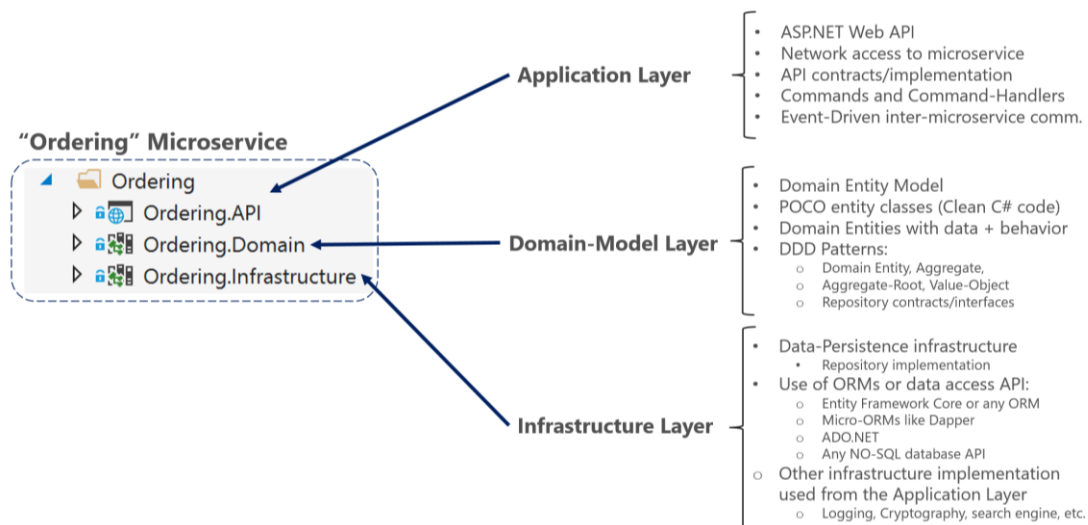 “Ordering” Microservice
Ordering
Ordering.API
Ordering.Domain
Ordering.Infrastructure
Application Layer
• ASP.NET Web API
• Network access to microservice
• API contracts/implementation
• Commands and Command-Handlers
• Event-Driven inter-microservice comm.
Domain-Model Layer
• Domain Entity Model
• POCO entity classes (Clean C# code)
• Domain Entities with data + behavior
• DDD Patterns:
o Domain Entity, Aggregate,
o Aggregate-Root, Value-Object
o Repository contracts/interfaces
Infrastructure Layer
• Data-Persistence infrastructure
• Repository implementation
• Use of ORMs or data access API:
o Entity Framework Core or any ORM
o Micro-ORMs like Dapper
o ADO.NET
o Any NO-SQL database API
o Other infrastructure implementation
used from the Application Layer
o Logging, Cryptography, search engine, etc.